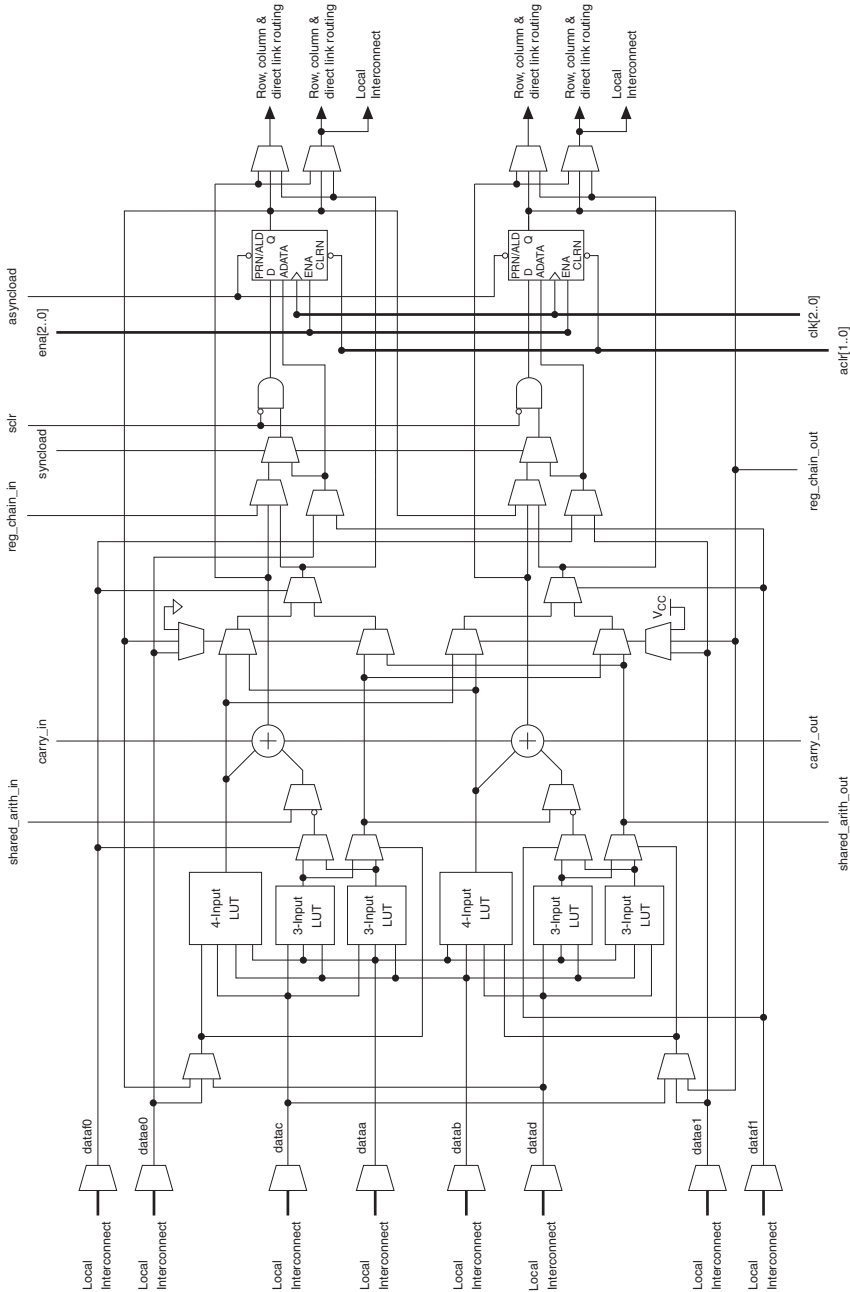 shared_arith_in
carry_in
reg_chain_in
syncload
sclr
ena[2..0]
asyncload
Local
Interconnect
dataf0
Local
Interconnect
datae0
Local
Interconnect
datac
Local
Interconnect
dataa
Local
Interconnect
datab
Local
Interconnect
datad
Local
Interconnect
datae1
Local
Interconnect
dataf1
4-Input
LUT
3-Input
LUT
3-Input
LUT
4-Input
LUT
3-Input
LUT
3-Input
LUT
+
+
VCC
PRN/ALD
D
Q
ADATA
ENA
CLRN
PRN/ALD
D
Q
ADATA
ENA
CLRN
Row, column &
direct link routing
Row, column &
direct link routing
Local
Interconnect
Row, column &
direct link routing
Row, column &
direct link routing
Local
Interconnect
shared_arith_out
carry_out
reg_chain_out
clk[2..0]
aclr[1..0]